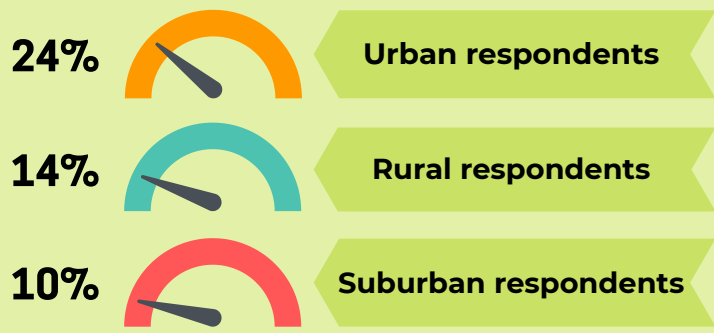 24% Urban respondents
14% Rural respondents
10% Suburban respondents